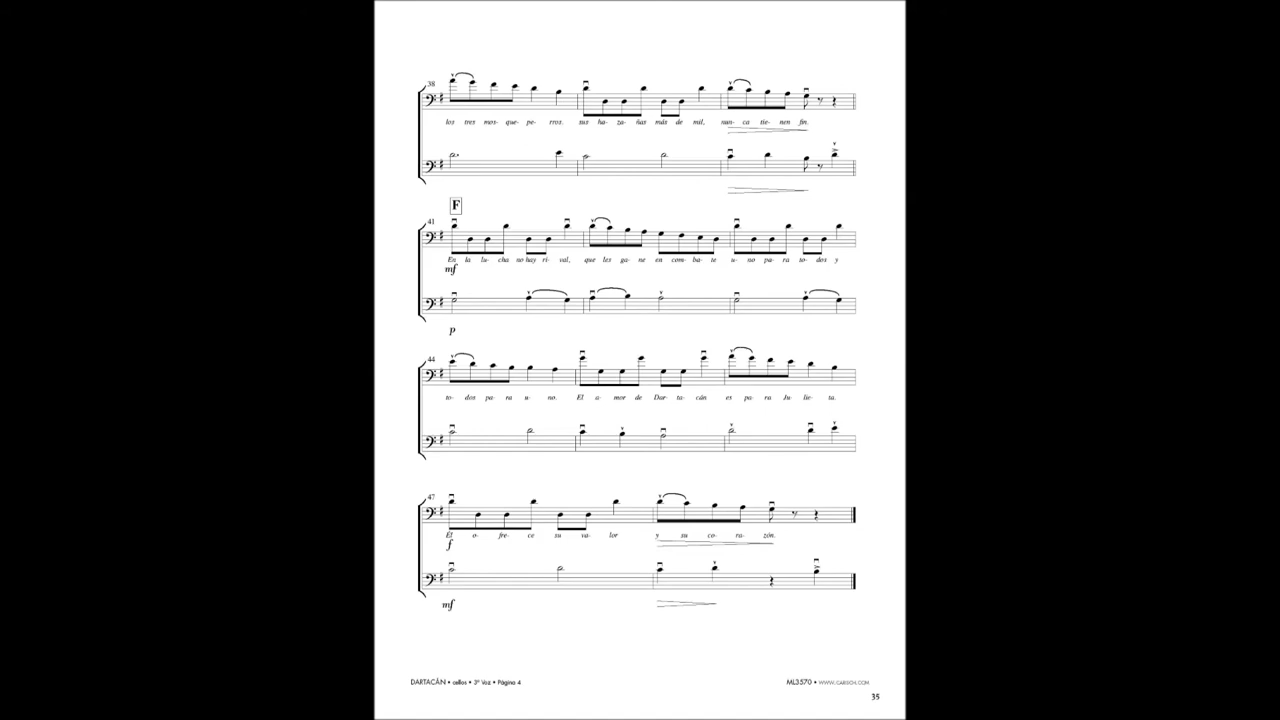 38
los tres mos- que- pe- rros, sus ha- za- ñas más de mil, nun- ca tie- nen fin.
F
41
En la lu- cha no hay ri- val, que les ga- ne en com- ba- te u- no pa- ra to- dos y
mf
p
44
to- dos pa- ra u- no. El a- mor de Dar- ta- cán es pa- ra Ju- lie- ta.
47
Él o- fre- ce su va- lor y su co- ra- zón.
f
mf
DARTACÁN • cellos • 3ª Voz • Página 4
ML3570 • WWW.CARISCH.COM
35